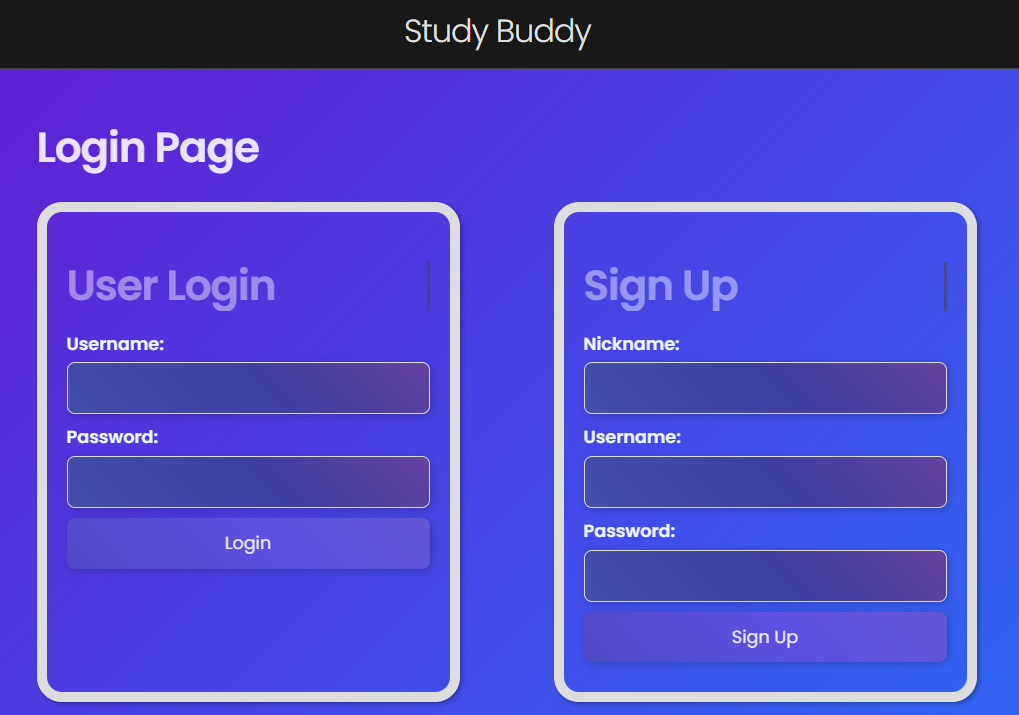 Study Buddy
Login Page
User Login
Username:
Password:
Login
Sign Up
Nickname:
Username:
Password:
Sign Up